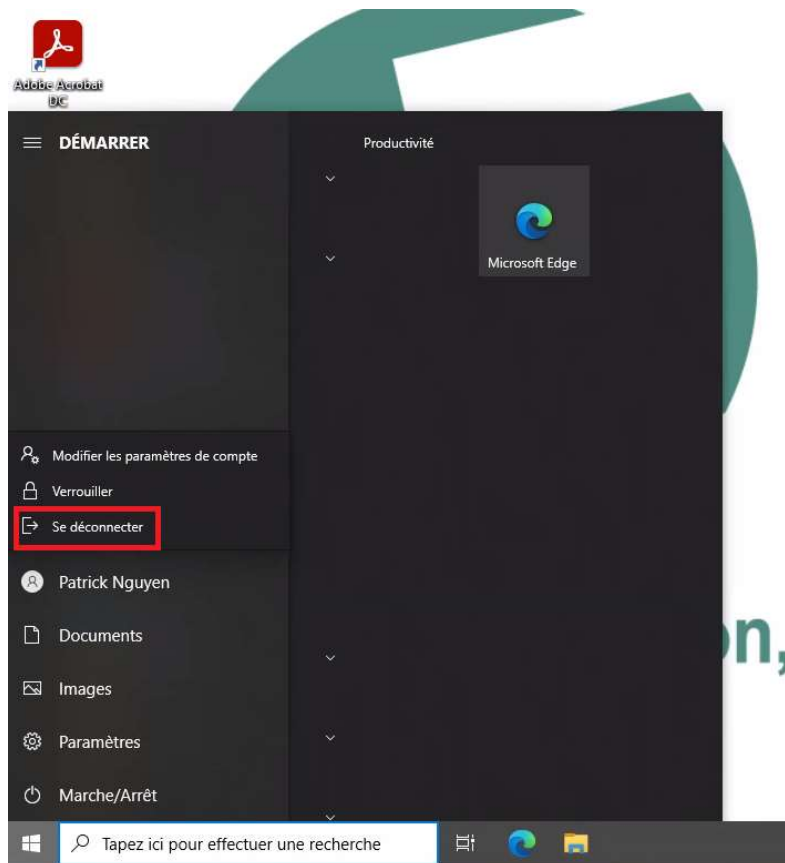 Adobe Acrobat
DC
DÉMARRER
Productivité
Microsoft Edge
Modifier les paramètres de compte
Verrouiller
Se déconnecter
Patrick Nguyen
Documents
on,
Images
Paramètres
Marche/Arrêt
Tapez ici pour effectuer une recherche